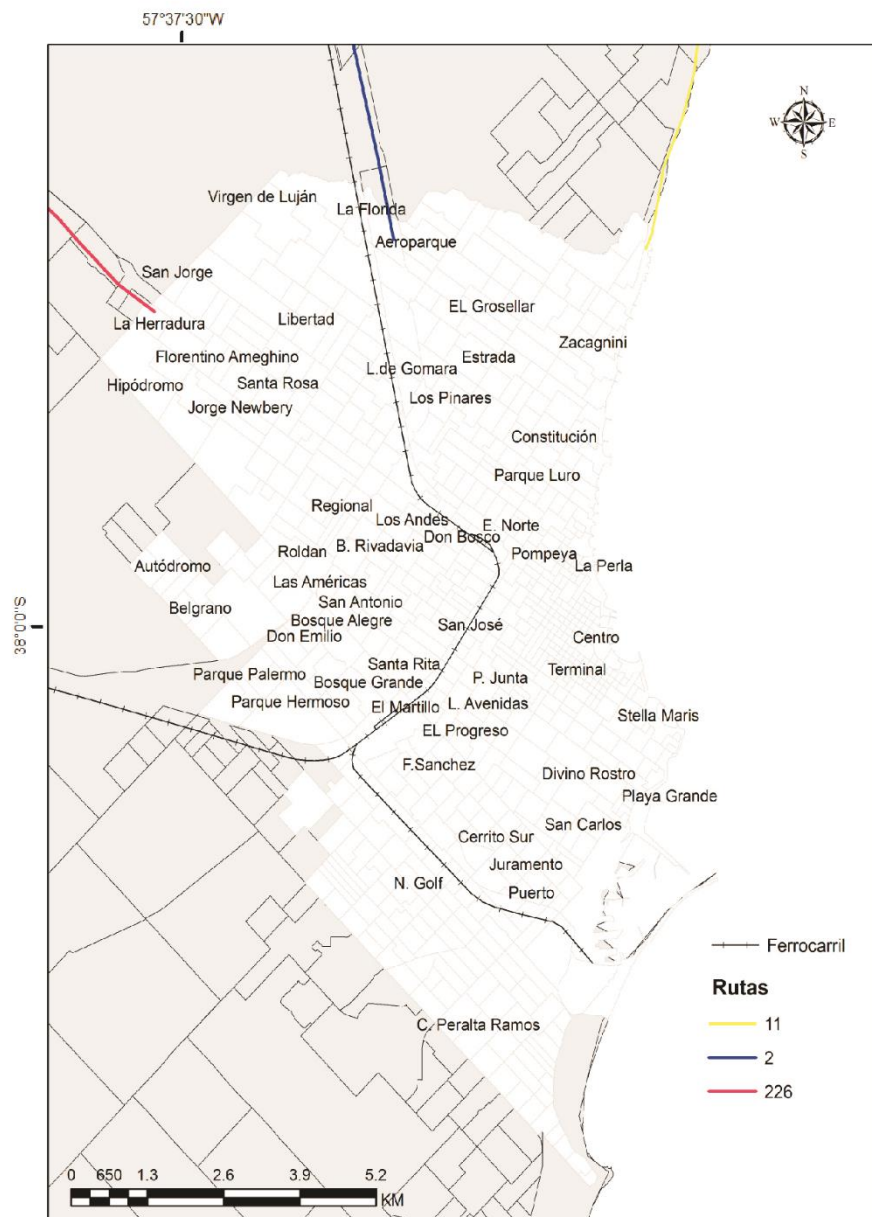 57°37'30"W
N
W
E
S
Virgen de Luján
La Florida
Aeroparque
San Jorge
EL Grosellar
La Herradura
Libertad
Zacagnini
Florentino Ameghino
Estrada
L.de Gomara
Hipódromo
Santa Rosa
Los Pinares
Jorge Newbery
Constitución
Parque Luro
Regional
Los Andes
E. Norte
Don Bosco
B. Rivadavia
Roldan
Pompeya
La Perla
Autódromo
Las Américas
San Antonio
Belgrano
Bosque Alegre
San José
38°0'0"S
Don Emilio
Centro
Santa Rita
Terminal
Parque Palermo
Bosque Grande
P. Junta
Parque Hermoso
El Martillo
L. Avenidas
Stella Maris
EL Progreso
F.Sanchez
Divino Rostro
Playa Grande
San Carlos
Cerrito Sur
Juramento
N. Golf
Puerto
Ferrocarril
Rutas
11
C. Peralta Ramos
2
226
0 650 1.3 2.6 3.9 5.2
KM